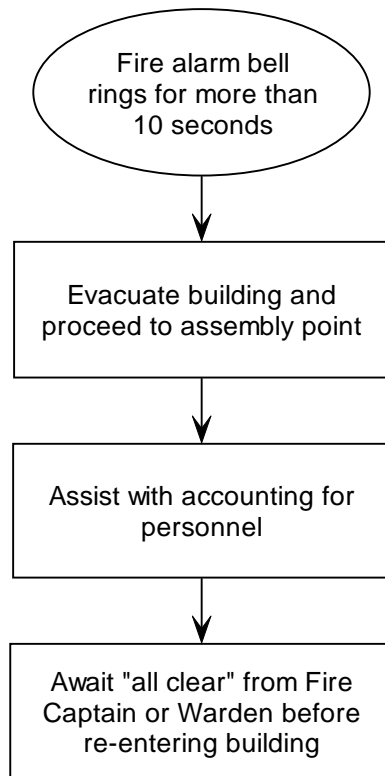 Fire alarm bell
rings for more than
10 seconds
Evacuate building and
proceed to assembly point
Assist with accounting for
personnel
Await "all clear" from Fire
Captain or Warden before
re-entering building